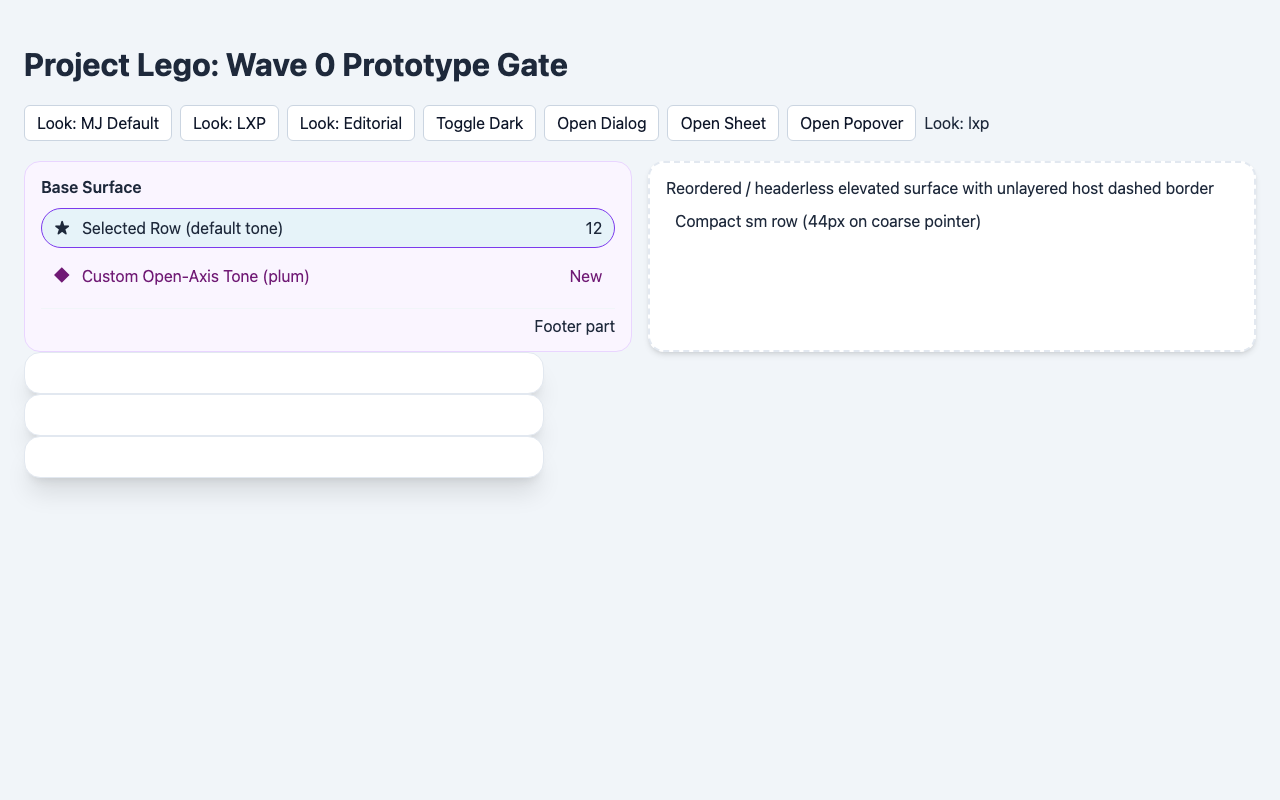 Project Lego: Wave 0 Prototype Gate
Look: MJ Default
Look: LXP
Look: Editorial
Toggle Dark
Open Dialog
Open Sheet
Open Popover
Look: lxp
Base Surface
★ Selected Row (default tone) 12
◆ Custom Open-Axis Tone (plum) New
Footer part
Reordered / headerless elevated surface with unlayered host dashed border
Compact sm row (44px on coarse pointer)